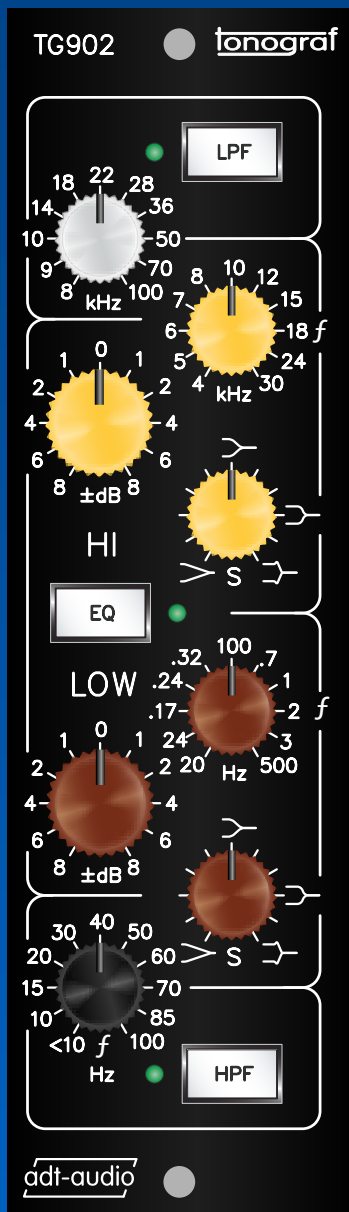 TG902 tonograf
LPF
22
18 28
14 36
10 50
9 70
8 100
kHz
10
8 12
7 15
6 18 f
5 24
4 30
kHz
0
1 1
2 2
4 4
6 6
8 8
±dB
HI
S
EQ
LOW
100
.32 .7
.24 1
.17 2 f
24 3
20 500
Hz
0
1 1
2 2
4 4
6 6
8 8
±dB
S
40
30 50
20 60
15 70
10 85
<10 f 100
Hz
HPF
adt-audio